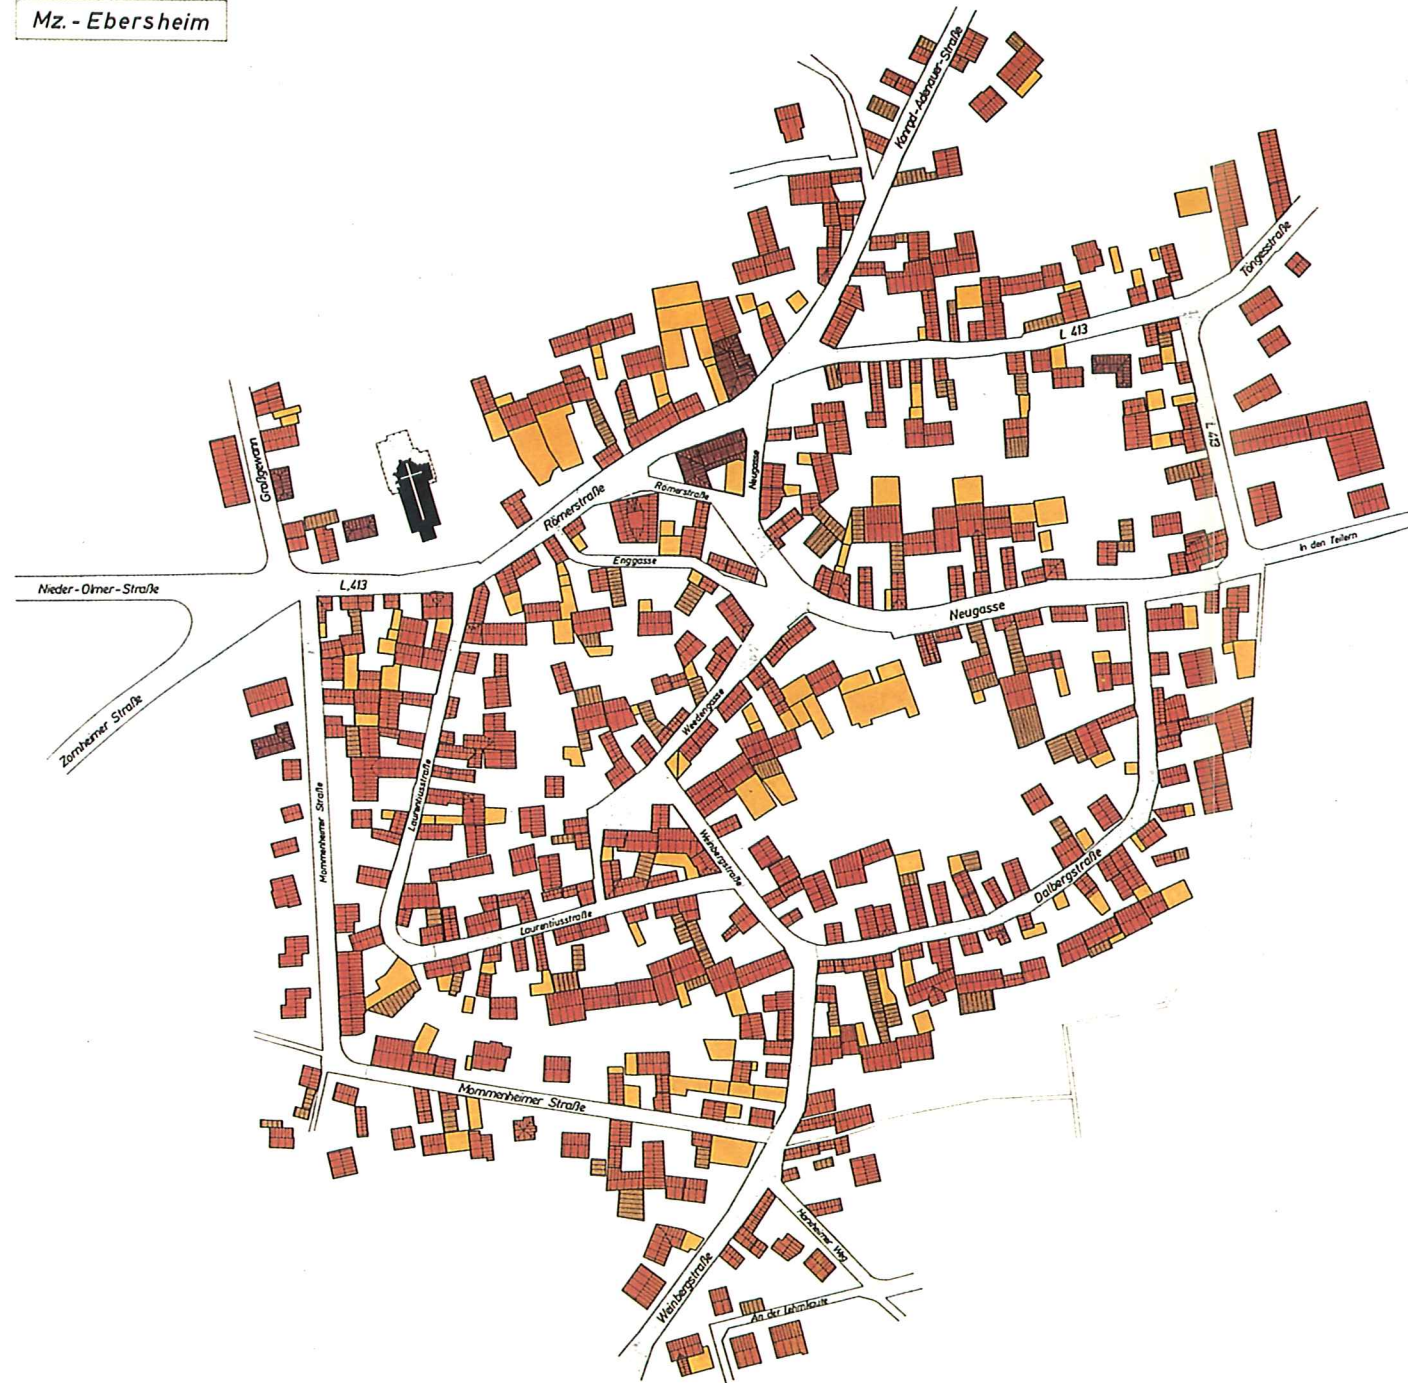 Mz.-Ebersheim
Konrad-Adenauer-Straße
Töngesstraße
L 413
Großgewann
L 413
Neugasse
Römerstraße
Römerstraße
In den Teilern
Enggasse
Nieder-Olmer-Straße
L.413
Neugasse
Zornheimer Straße
Weedengasse
Laurentiusstraße
Mommenheimer Straße
Weinbergstraße
Dalbergstraße
Laurentiusstraße
Mommenheimer Straße
Harxheimer Weg
Weinbergstraße
An der Lehmkaute